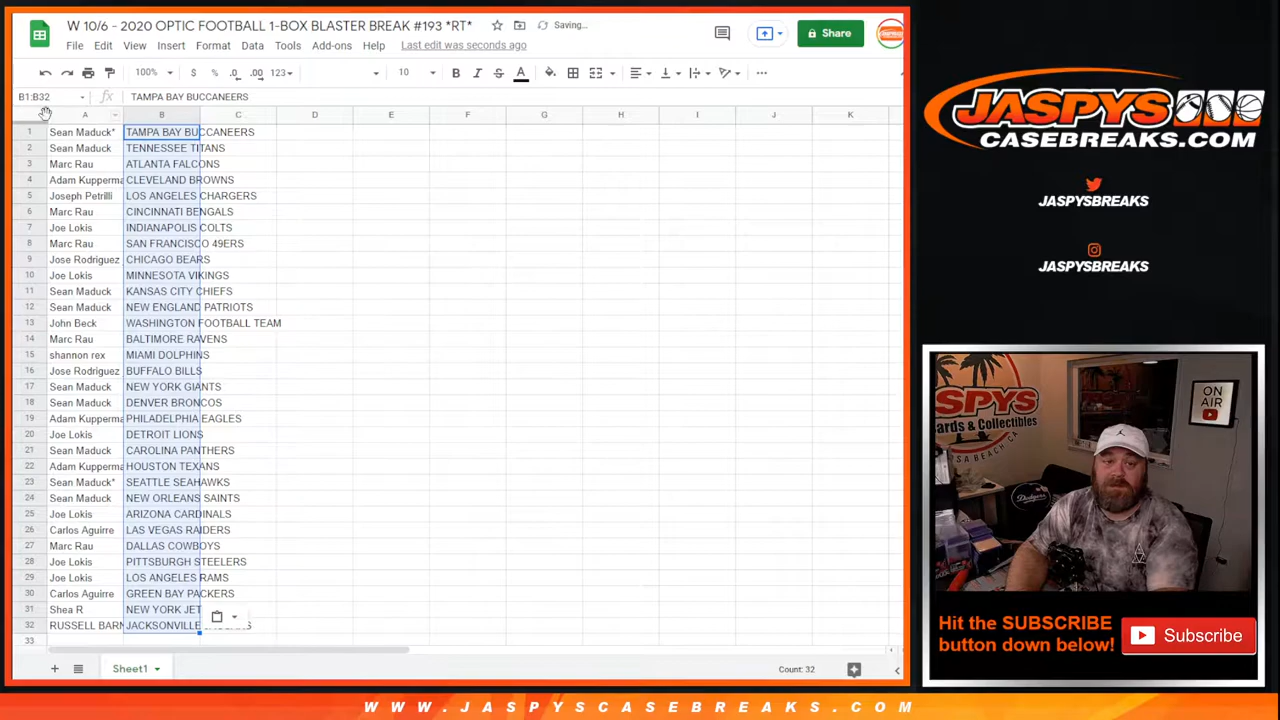 W 10/6 - 2020 OPTIC FOOTBALL 1-BOX BLASTER BREAK #193 *RT*
Saving...
File Edit View Insert Format Data Tools Add-ons Help Last edit was seconds ago
Share
100% $ % .0 .00 123 10 B I S A
B1:B32 fx TAMPA BAY BUCCANEERS
A B C D E F G H I J K
1 Sean Maduck* TAMPA BAY BUCCANEERS
2 Sean Maduck TENNESSEE TITANS
3 Marc Rau ATLANTA FALCONS
4 Adam Kupperma CLEVELAND BROWNS
5 Joseph Petrilli LOS ANGELES CHARGERS
6 Marc Rau CINCINNATI BENGALS
7 Joe Lokis INDIANAPOLIS COLTS
8 Marc Rau SAN FRANCISCO 49ERS
9 Jose Rodriguez CHICAGO BEARS
10 Joe Lokis MINNESOTA VIKINGS
11 Sean Maduck KANSAS CITY CHIEFS
12 Sean Maduck NEW ENGLAND PATRIOTS
13 John Beck WASHINGTON FOOTBALL TEAM
14 Marc Rau BALTIMORE RAVENS
15 shannon rex MIAMI DOLPHINS
16 Jose Rodriguez BUFFALO BILLS
17 Sean Maduck NEW YORK GIANTS
18 Sean Maduck DENVER BRONCOS
19 Adam Kupperma PHILADELPHIA EAGLES
20 Joe Lokis DETROIT LIONS
21 Sean Maduck CAROLINA PANTHERS
22 Adam Kupperma HOUSTON TEXANS
23 Sean Maduck* SEATTLE SEAHAWKS
24 Sean Maduck NEW ORLEANS SAINTS
25 Joe Lokis ARIZONA CARDINALS
26 Carlos Aguirre LAS VEGAS RAIDERS
27 Marc Rau DALLAS COWBOYS
28 Joe Lokis PITTSBURGH STEELERS
29 Joe Lokis LOS ANGELES RAMS
30 Carlos Aguirre GREEN BAY PACKERS
31 Shea R NEW YORK JET
32 RUSSELL BARN JACKSONVILLE
33
Sheet1
Count: 32
JASPYS
CASEBREAKS.COM
JASPYSBREAKS
JASPYSBREAKS
JASPYS
ards & Collectibles
SA BEACH CA
ON
AIR
Dodgers
Hit the SUBSCRIBE
button down below!
Subscribe
WWW.JASPYSCASEBREAKS.COM